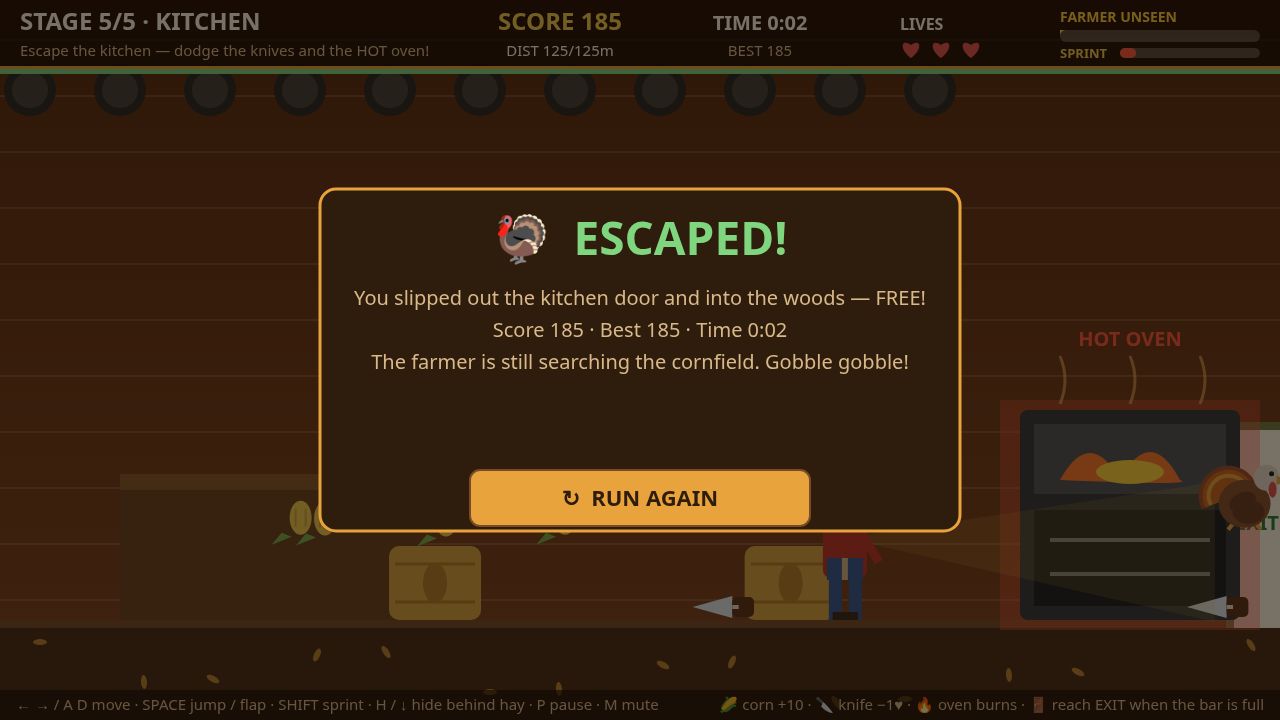 STAGE 5/5 · KITCHEN
Escape the kitchen — dodge the knives and the HOT oven!
SCORE 185
DIST 125/125m
TIME 0:02
BEST 185
LIVES
FARMER UNSEEN
SPRINT
ESCAPED!
You slipped out the kitchen door and into the woods — FREE!
Score 185 · Best 185 · Time 0:02
The farmer is still searching the cornfield. Gobble gobble!
HOT OVEN
↻ RUN AGAIN
← → / A D move · SPACE jump / flap · SHIFT sprint · H / ↓ hide behind hay · P pause · M mute
🌽 corn +10 · 🔪 knife −1♥ · 🔥 oven burns · 🚪 reach EXIT when the bar is full